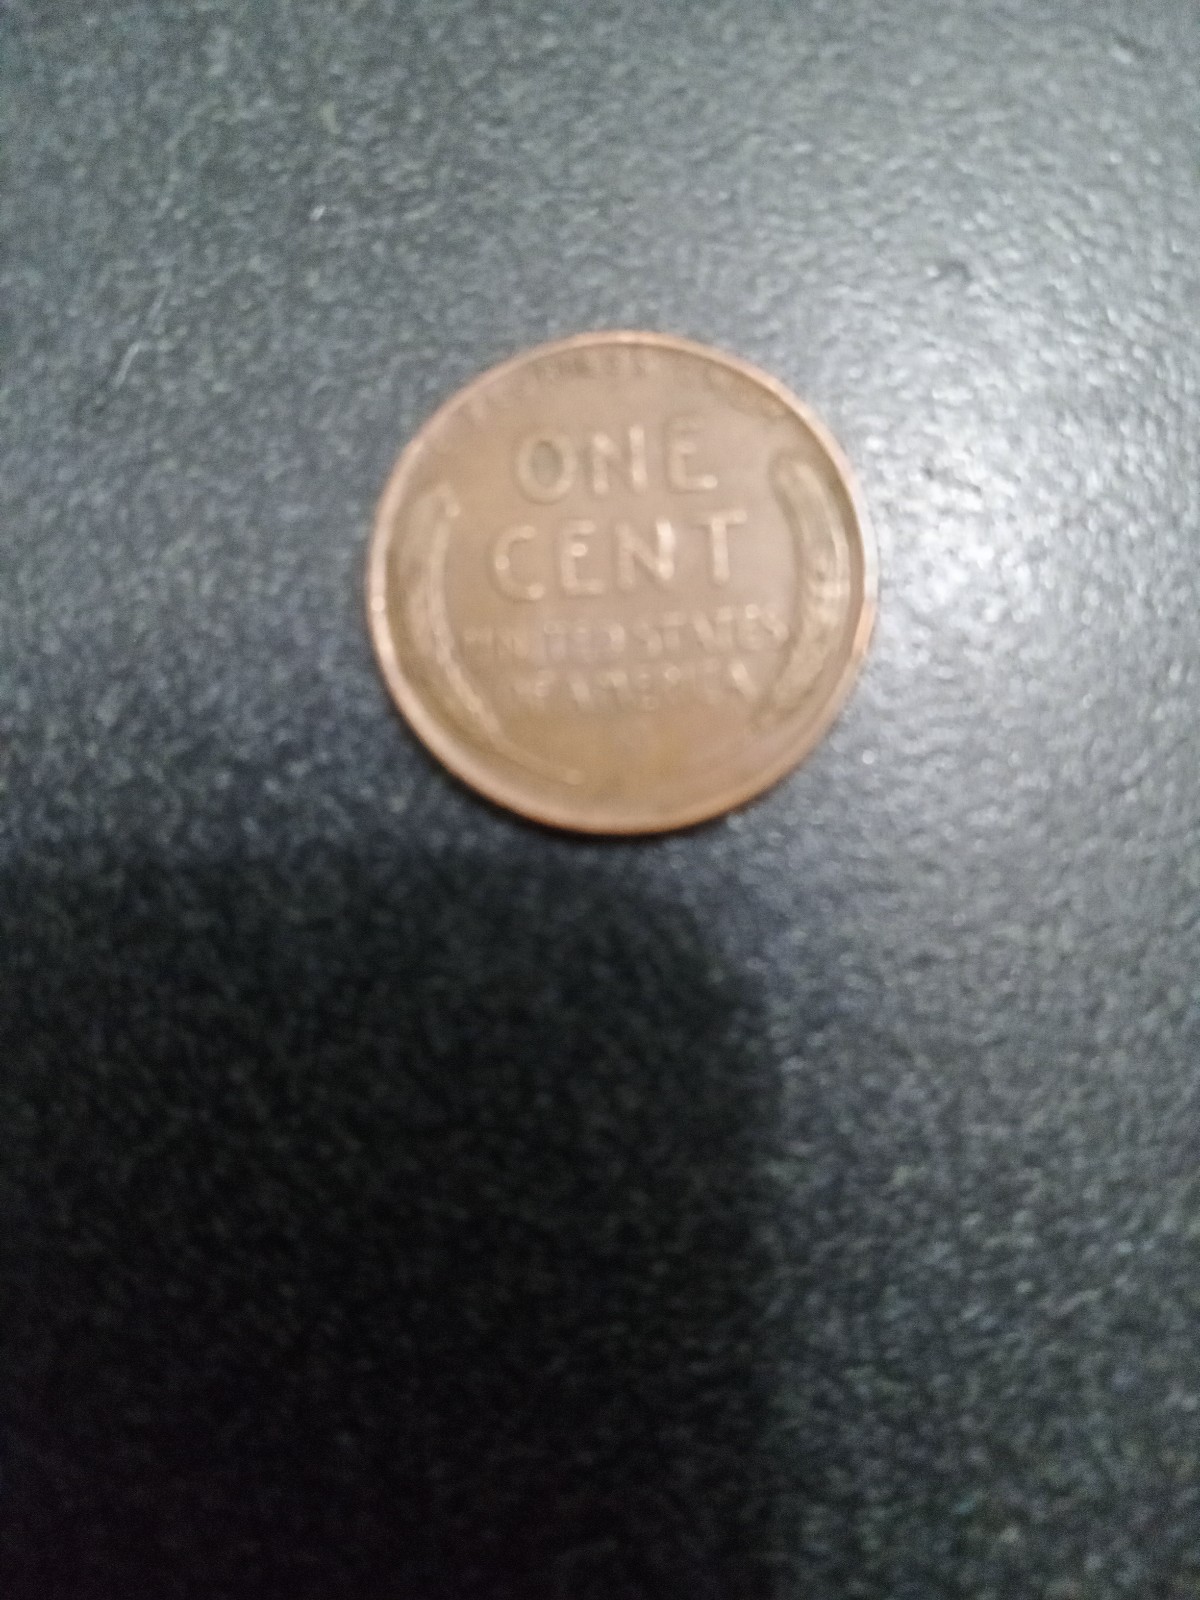 ONE
CENT
UNITED STATES
OF AMERICA